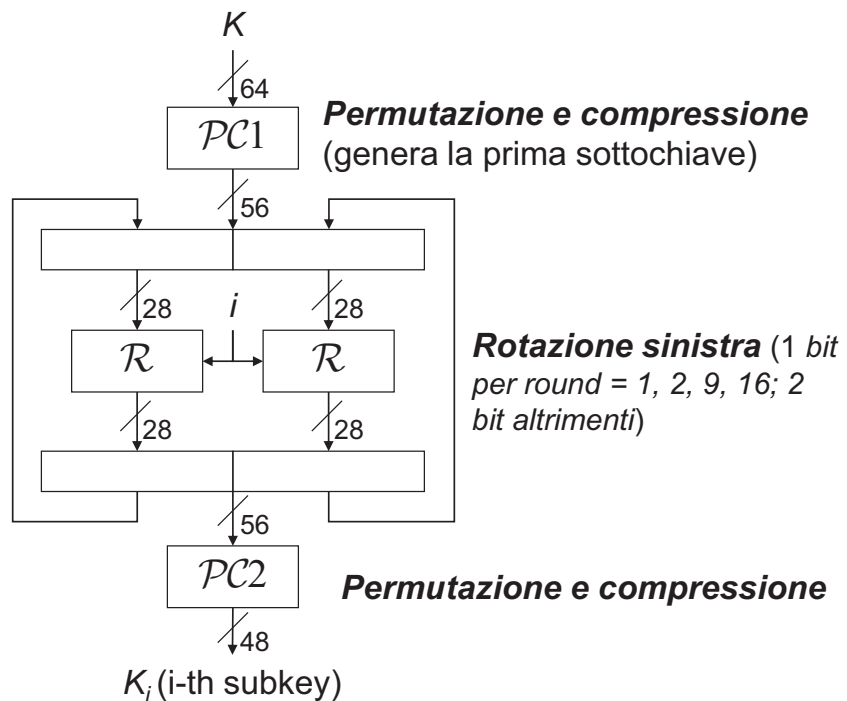 K
64
PC1
Permutazione e compressione
(genera la prima sottochiave)
56
28
i
28
R
R
Rotazione sinistra (1 bit
per round = 1, 2, 9, 16; 2
bit altrimenti)
28
28
56
PC2
Permutazione e compressione
48
Ki (i-th subkey)